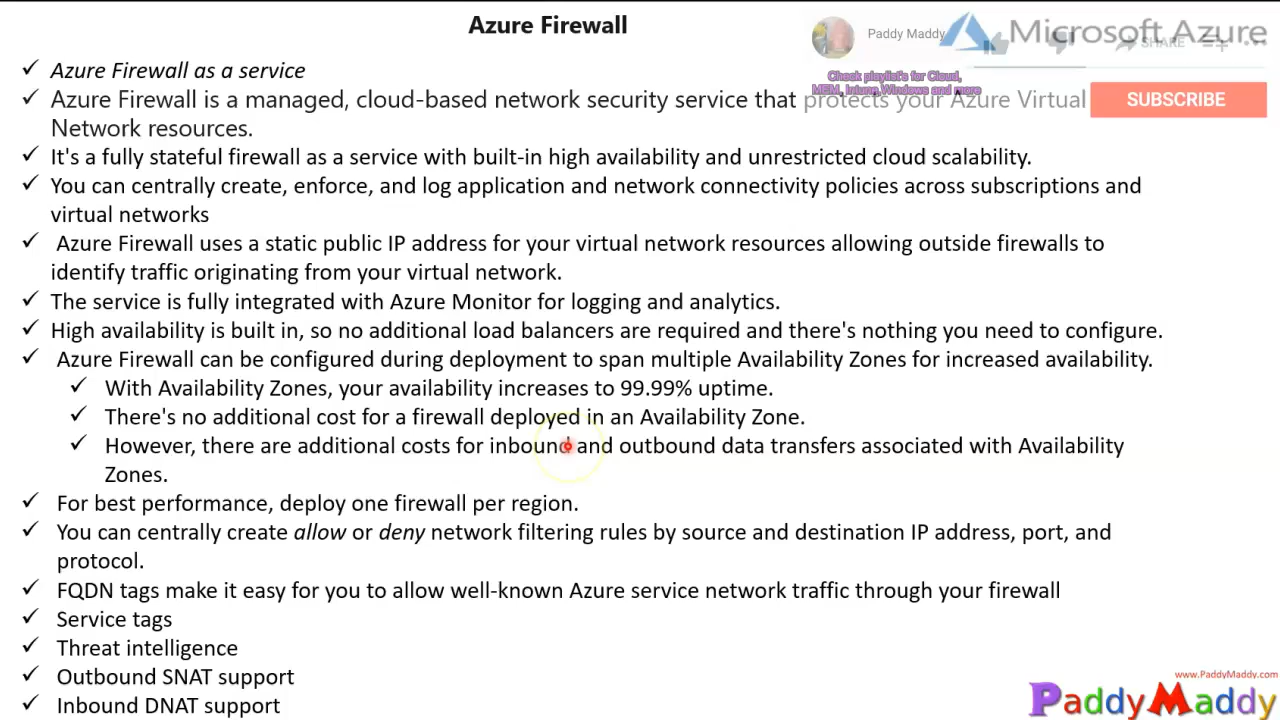 Azure Firewall
Paddy Maddy
Microsoft Azure
SHARE
Check playlist's for Cloud,
MEM, Intune,Windows and more
SUBSCRIBE
✓ Azure Firewall as a service
✓ Azure Firewall is a managed, cloud-based network security service that protects your Azure Virtual
Network resources.
✓ It's a fully stateful firewall as a service with built-in high availability and unrestricted cloud scalability.
✓ You can centrally create, enforce, and log application and network connectivity policies across subscriptions and
virtual networks
✓ Azure Firewall uses a static public IP address for your virtual network resources allowing outside firewalls to
identify traffic originating from your virtual network.
✓ The service is fully integrated with Azure Monitor for logging and analytics.
✓ High availability is built in, so no additional load balancers are required and there's nothing you need to configure.
✓ Azure Firewall can be configured during deployment to span multiple Availability Zones for increased availability.
✓ With Availability Zones, your availability increases to 99.99% uptime.
✓ There's no additional cost for a firewall deployed in an Availability Zone.
✓ However, there are additional costs for inbound and outbound data transfers associated with Availability
Zones.
✓ For best performance, deploy one firewall per region.
✓ You can centrally create allow or deny network filtering rules by source and destination IP address, port, and
protocol.
✓ FQDN tags make it easy for you to allow well-known Azure service network traffic through your firewall
✓ Service tags
✓ Threat intelligence
✓ Outbound SNAT support
✓ Inbound DNAT support
www.PaddyMaddy.com
PaddyMaddy